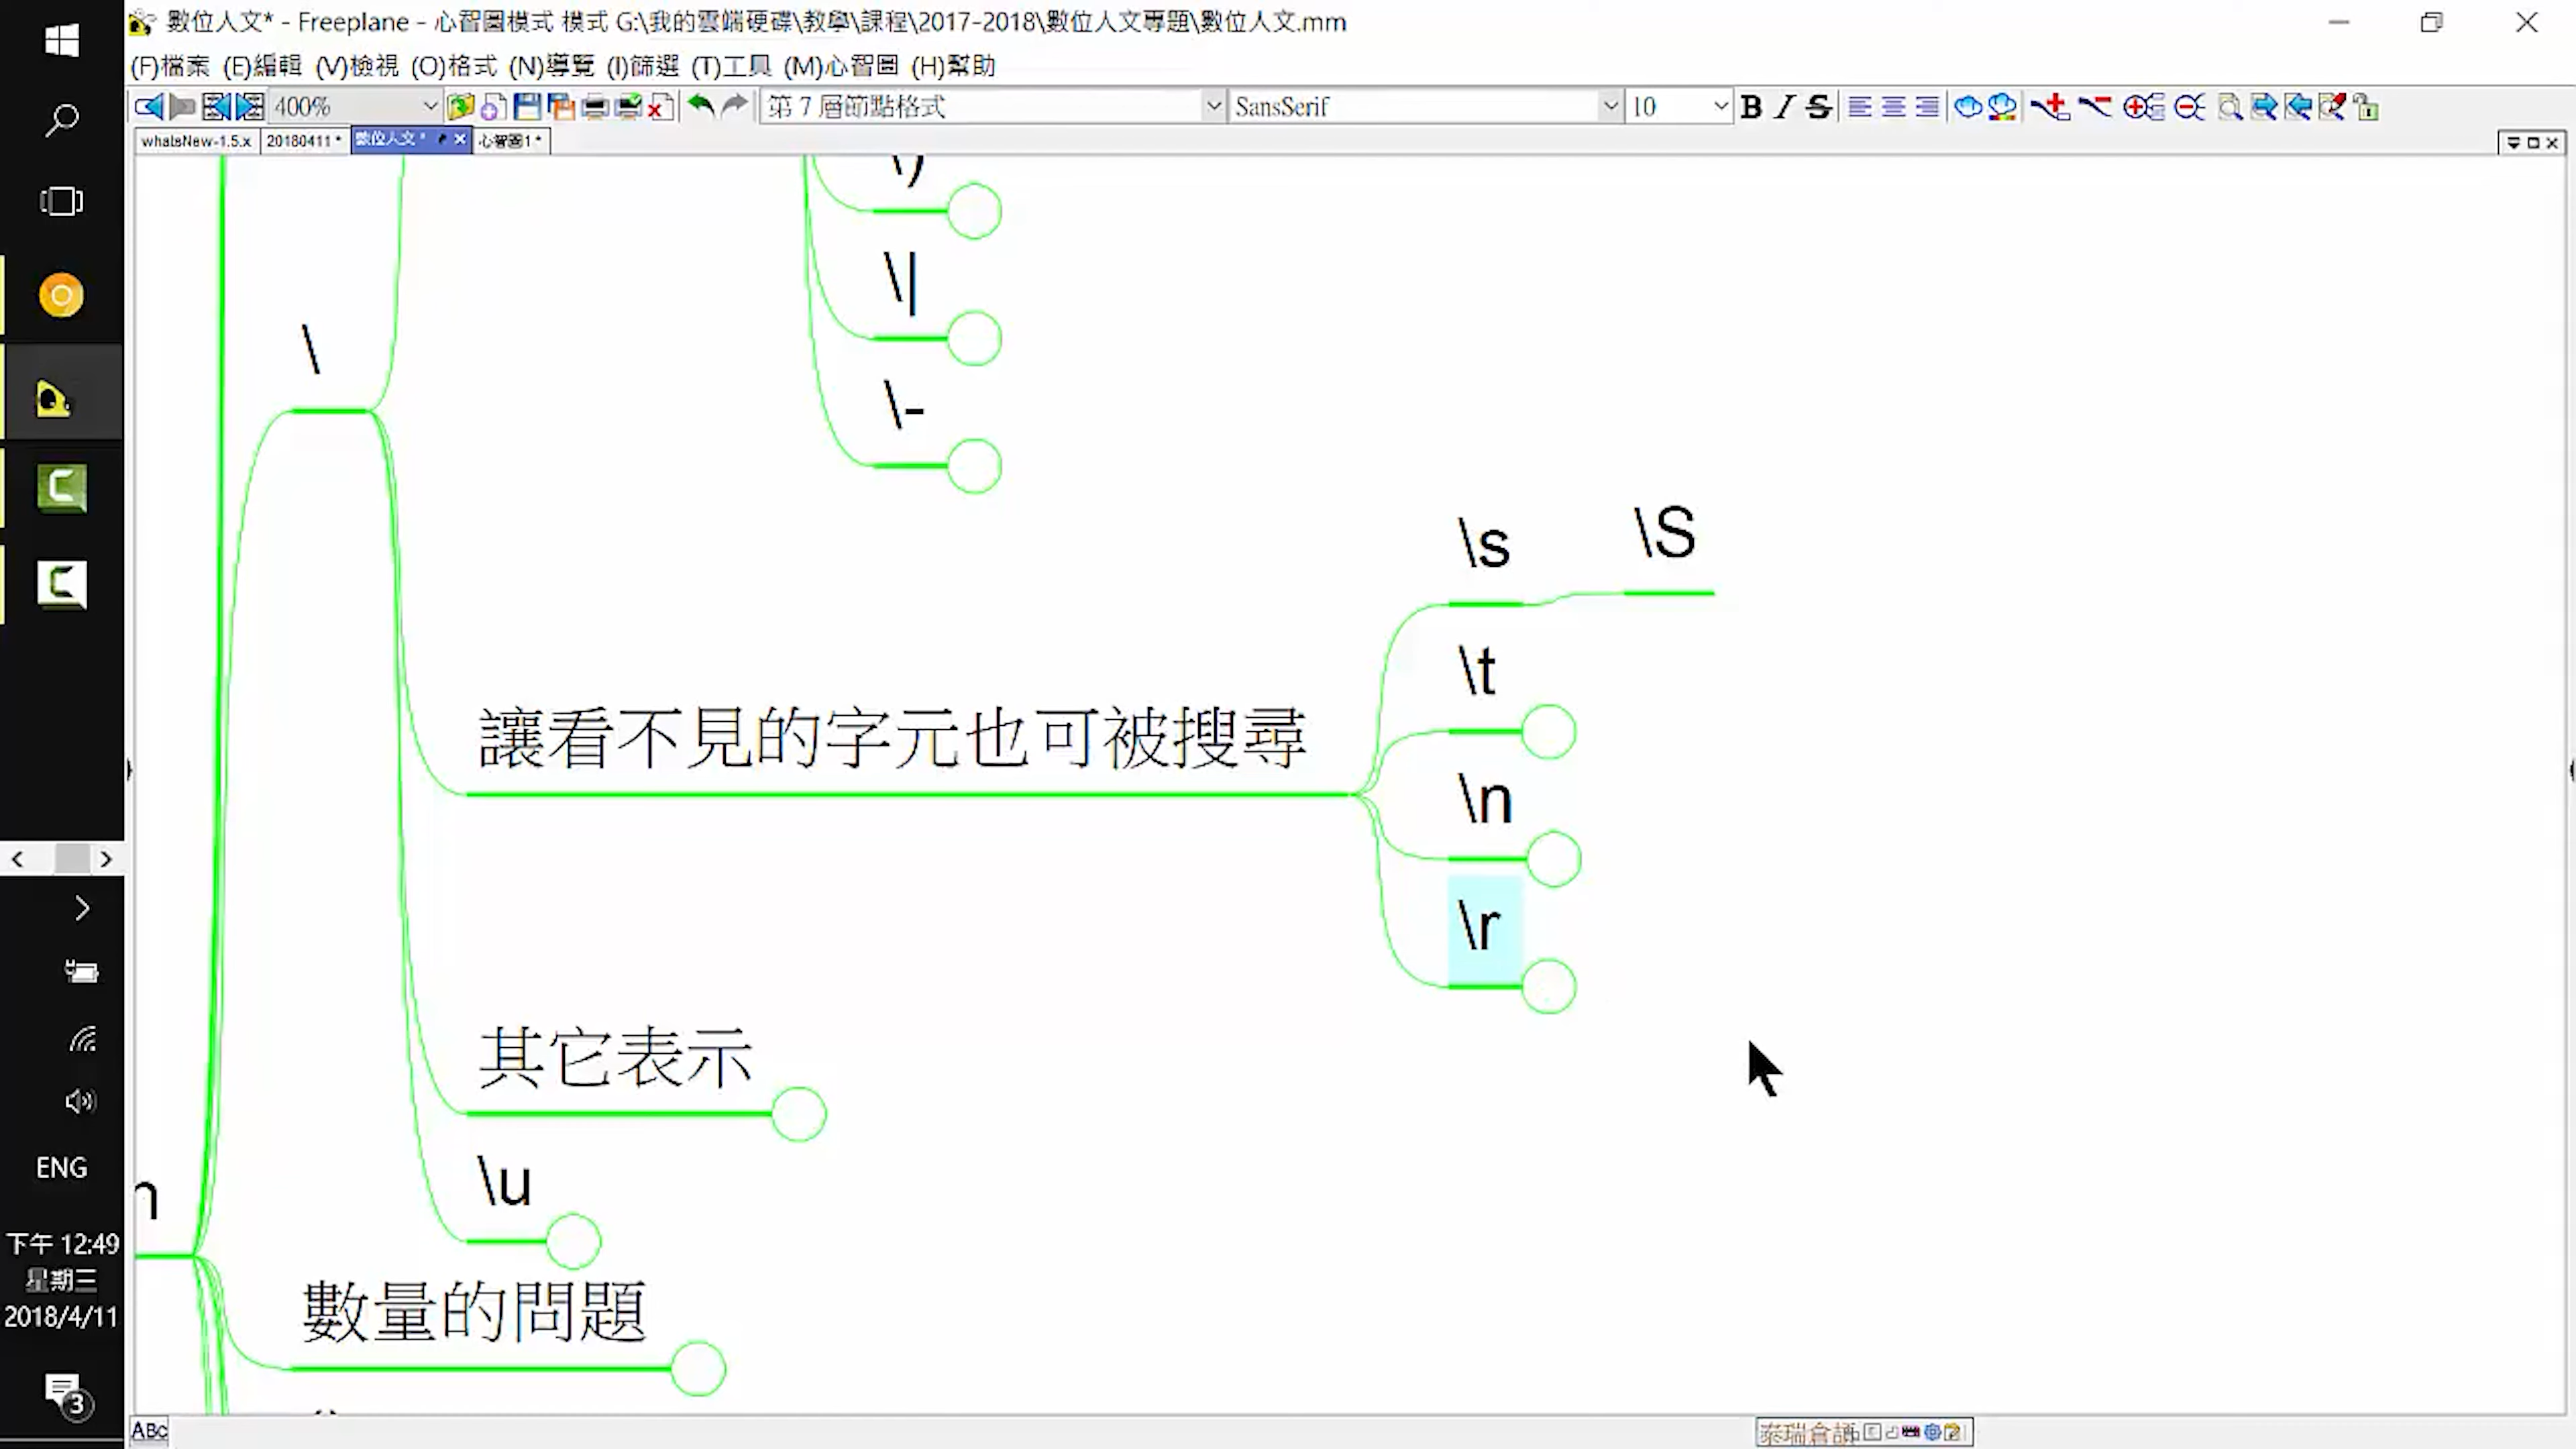 數位人文* - Freeplane - 心智圖模式 模式 G:\我的雲端硬碟\教學\課程\2017-2018\數位人文專題\數位人文.mm
(F)檔案 (E)編輯 (V)檢視 (O)格式 (N)導覽 (I)篩選 (T)工具 (M)心智圖 (H)幫助
400% 第 7 層節點格式 SansSerif 10 B I S
whatsNew-1.5.x 20180411 * 數位人文 * 心智圖1 *
\)
\|
\
\-
\s \S
\t
讓看不見的字元也可被搜尋
\n
\r
其它表示
\u
數量的問題
ENG
下午 12:49
星期三
2018/4/11
3
ABc